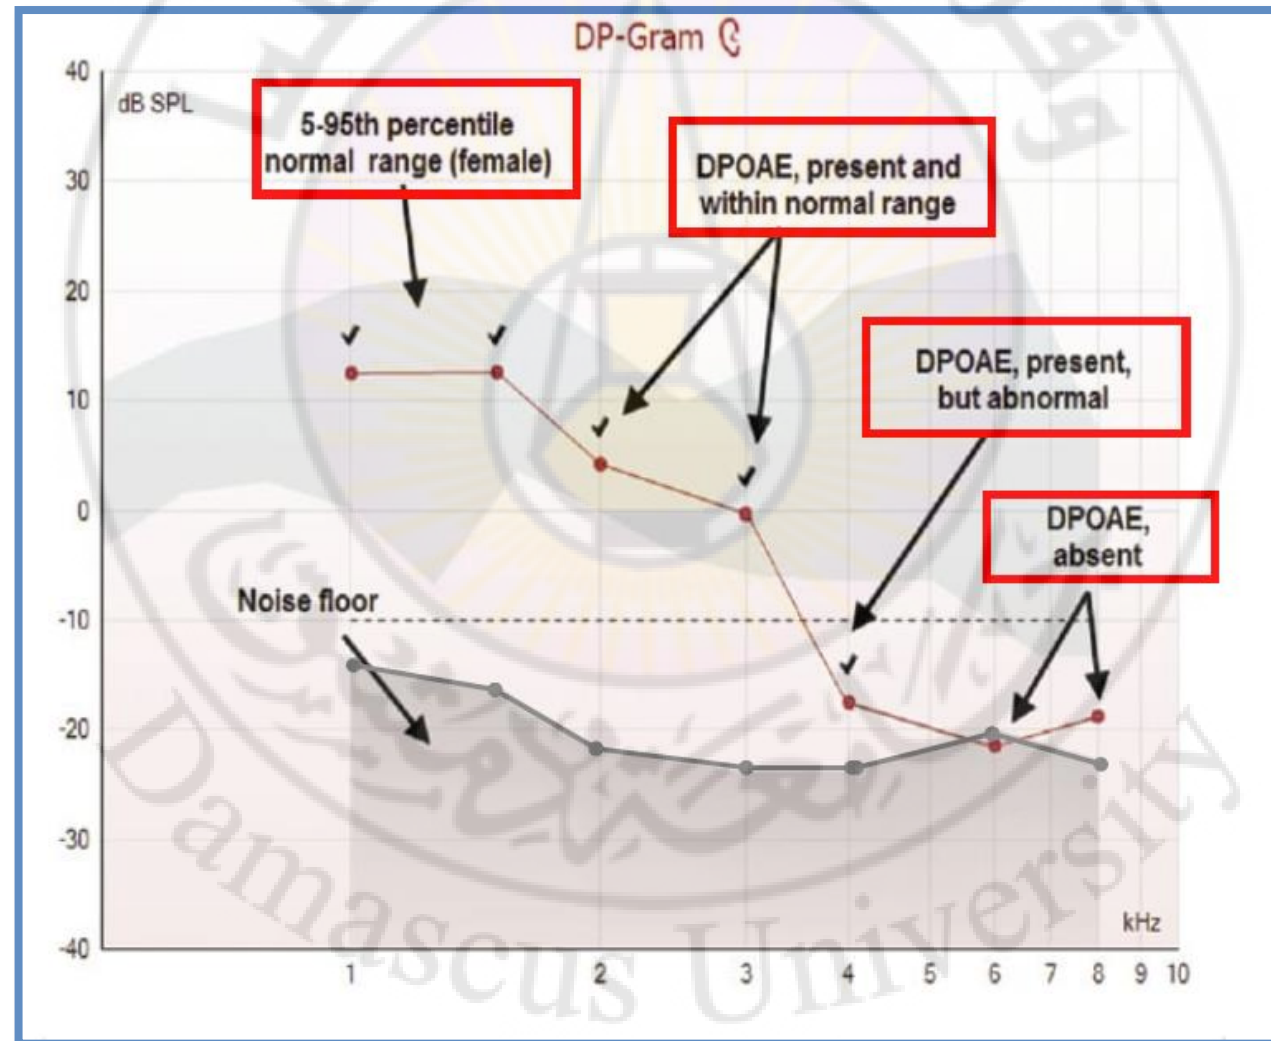 DP-Gram
40
dB SPL
5-95th percentile
normal range (female)
DPOAE, present and
within normal range
30
20
DPOAE, present,
but abnormal
10
0
DPOAE,
absent
Noise floor
-10
-20
-30
-40
kHz
1 2 3 4 5 6 7 8 9 10
Damascus University